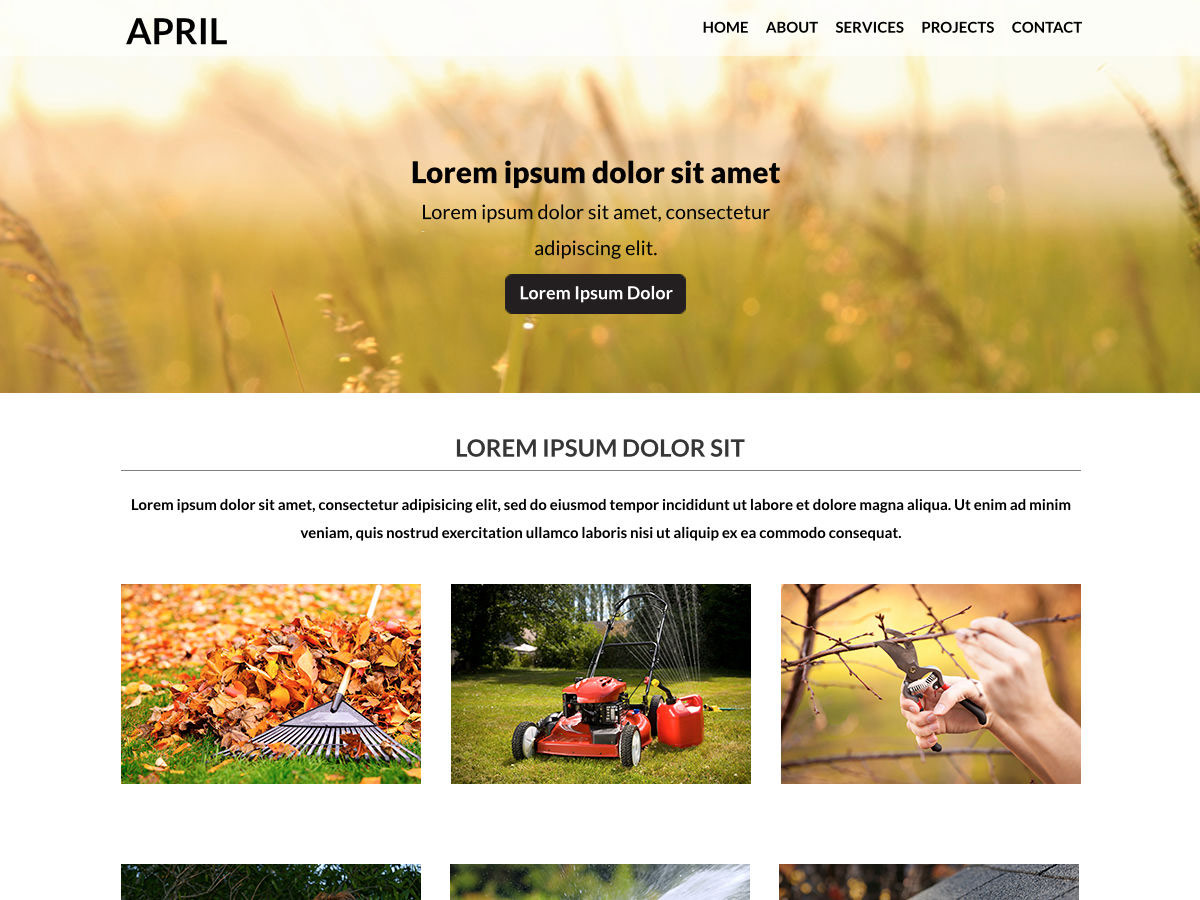 APRIL
HOME ABOUT SERVICES PROJECTS CONTACT
Lorem ipsum dolor sit amet
Lorem ipsum dolor sit amet, consectetur
adipiscing elit.
Lorem Ipsum Dolor
LOREM IPSUM DOLOR SIT
Lorem ipsum dolor sit amet, consectetur adipisicing elit, sed do eiusmod tempor incididunt ut labore et dolore magna aliqua. Ut enim ad minim
veniam, quis nostrud exercitation ullamco laboris nisi ut aliquip ex ea commodo consequat.